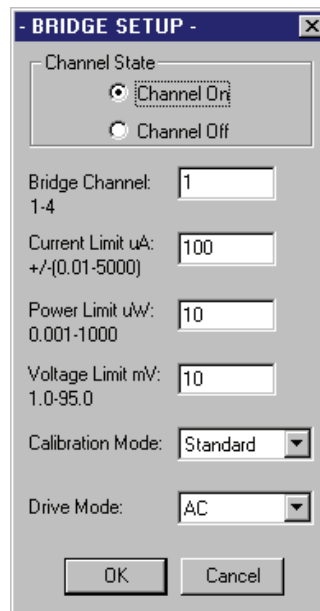 - BRIDGE SETUP -
Channel State
Channel On
Channel Off
Bridge Channel: 1
1-4
Current Limit uA: 100
+/-(0.01-5000)
Power Limit uW: 10
0.001-1000
Voltage Limit mV: 10
1.0-95.0
Calibration Mode: Standard
Drive Mode: AC
OK Cancel